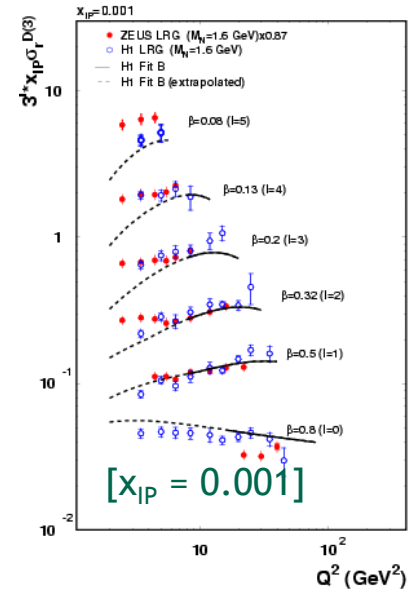 x_IP=0.001
ZEUS LRG (M_N=1.6 GeV)x0.87
H1 LRG (M_N=1.6 GeV)
H1 Fit B
H1 Fit B (extrapolated)
3^l*x_IP σ_r^D(3)
10
1
10^-1
10^-2
β=0.08 (l=5)
β=0.13 (l=4)
β=0.2 (l=3)
β=0.32 (l=2)
β=0.5 (l=1)
β=0.8 (l=0)
[x_IP = 0.001]
10
10^2
Q^2 (GeV^2)